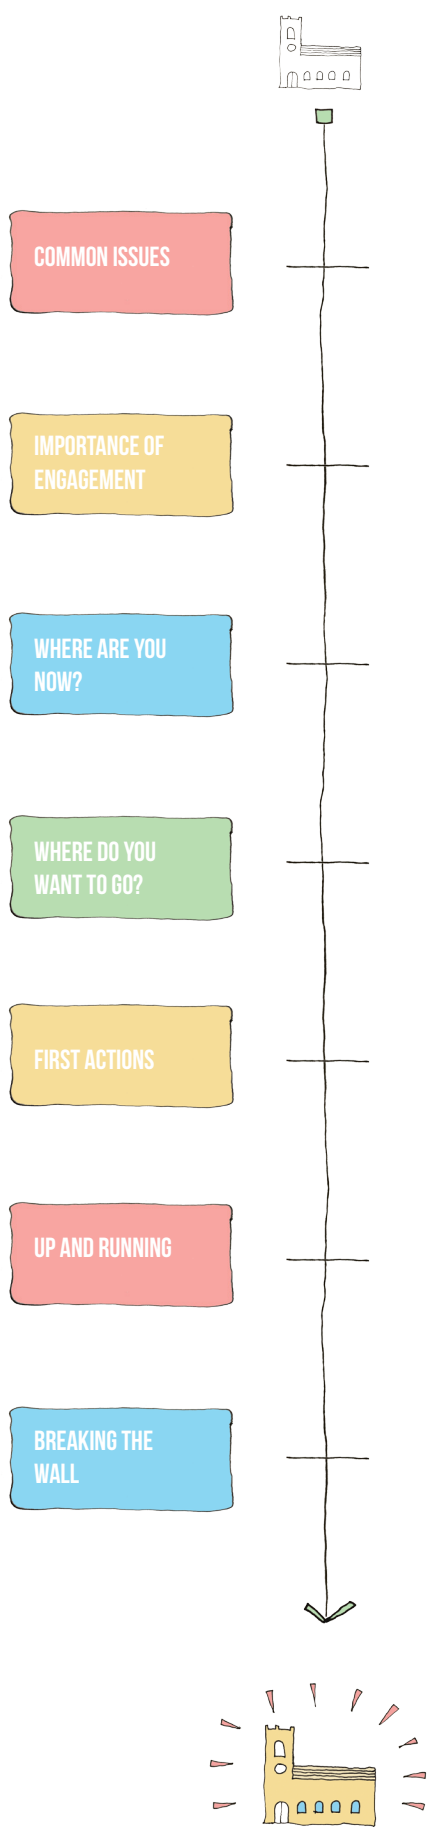 COMMON ISSUES
IMPORTANCE OF
ENGAGEMENT
WHERE ARE YOU
NOW?
WHERE DO YOU
WANT TO GO?
FIRST ACTIONS
UP AND RUNNING
BREAKING THE
WALL